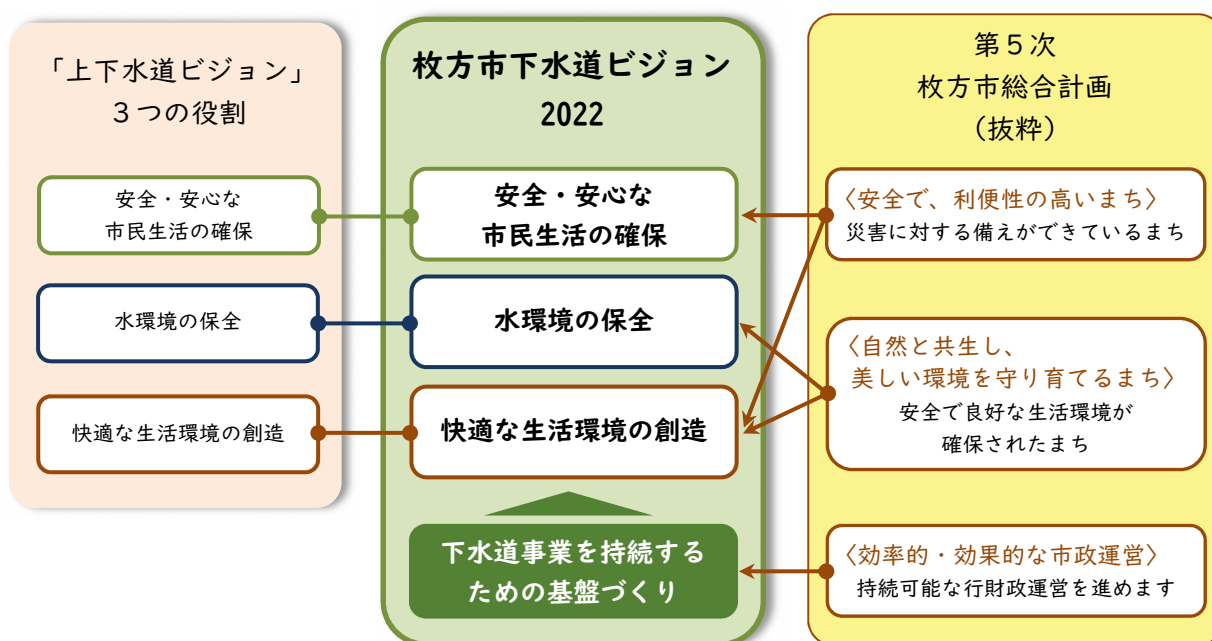 「上下水道ビジョン」
３つの役割
安全・安心な
市民生活の確保
水環境の保全
快適な生活環境の創造
枚方市下水道ビジョン
2022
安全・安心な
市民生活の確保
水環境の保全
快適な生活環境の創造
下水道事業を持続する
ための基盤づくり
第５次
枚方市総合計画
（抜粋）
〈安全で、利便性の高いまち〉
災害に対する備えができているまち
〈自然と共生し、
美しい環境を守り育てるまち〉
安全で良好な生活環境が
確保されたまち
〈効率的・効果的な市政運営〉
持続可能な行財政運営を進めます